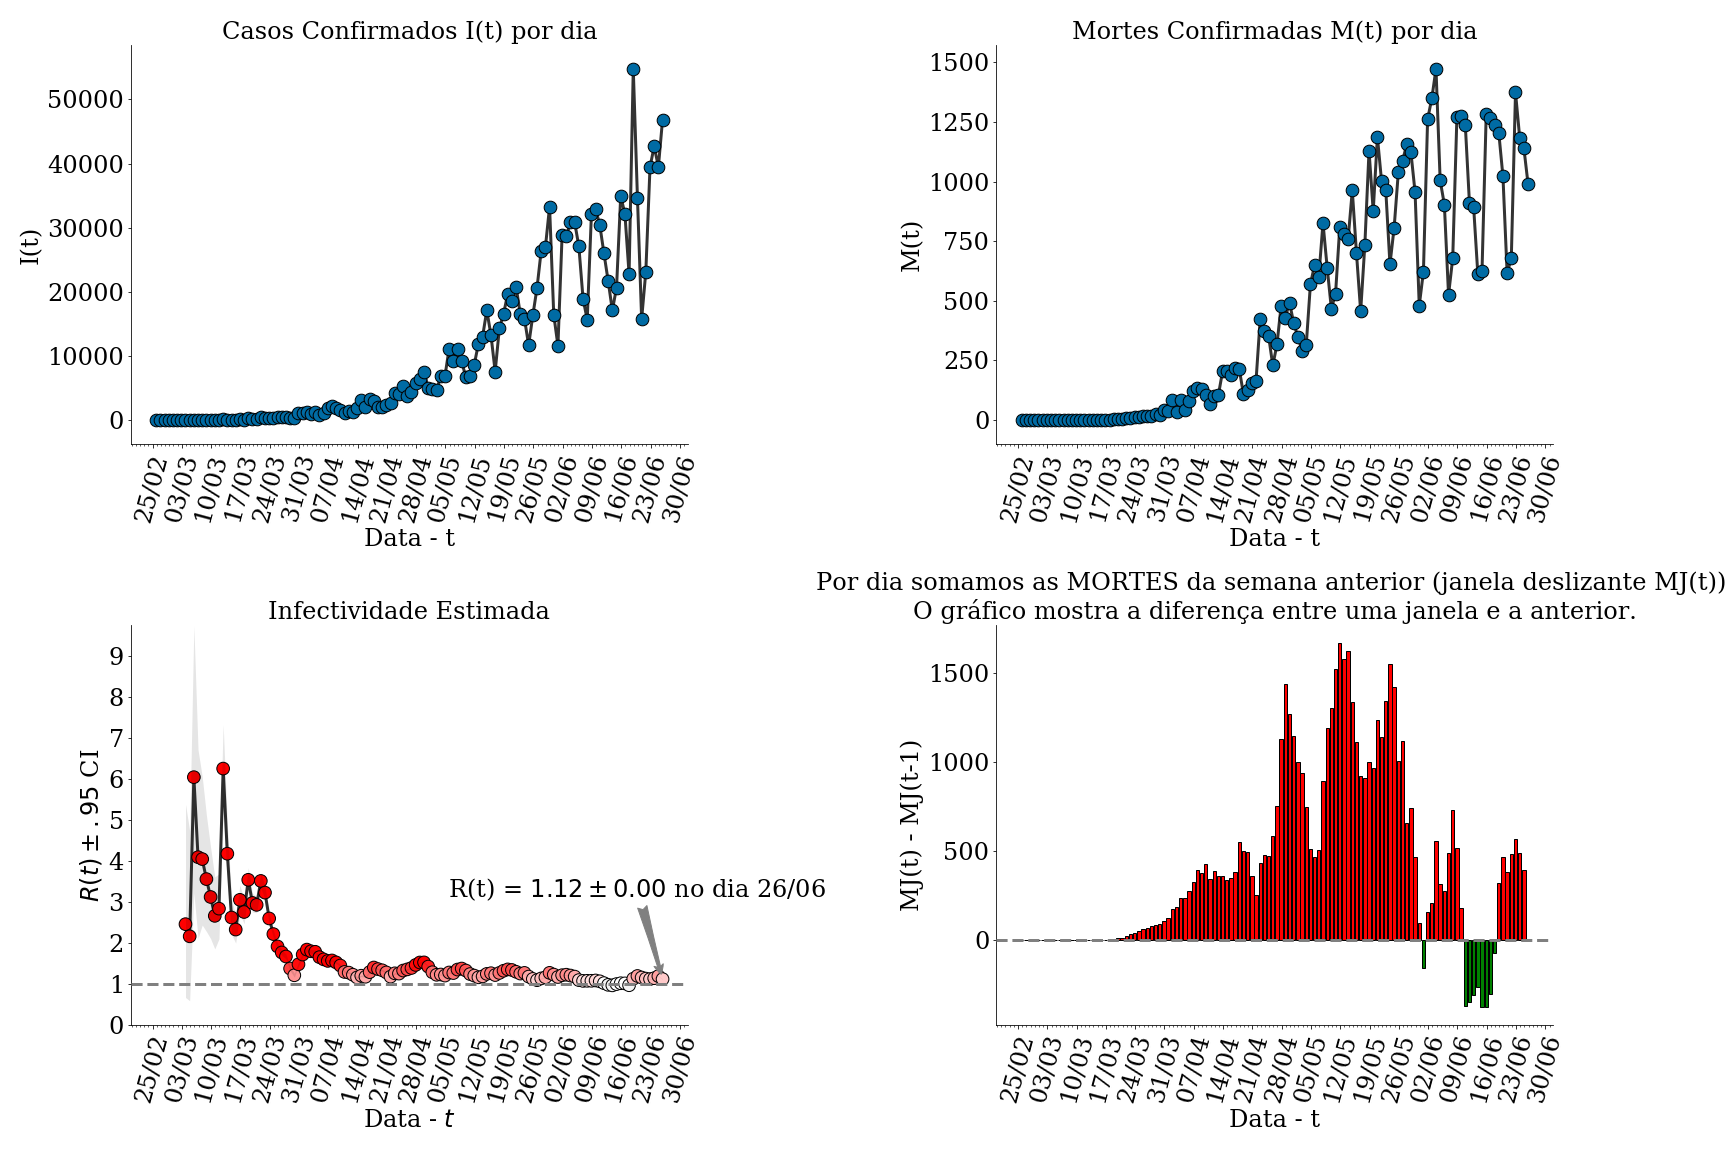 Casos Confirmados I(t) por dia
I(t)
50000
40000
30000
20000
10000
0
25/02 03/03 10/03 17/03 24/03 31/03 07/04 14/04 21/04 28/04 05/05 12/05 19/05 26/05 02/06 09/06 16/06 23/06 30/06
Data - t
Mortes Confirmadas M(t) por dia
M(t)
1500
1250
1000
750
500
250
0
25/02 03/03 10/03 17/03 24/03 31/03 07/04 14/04 21/04 28/04 05/05 12/05 19/05 26/05 02/06 09/06 16/06 23/06 30/06
Data - t
Infectividade Estimada
R(t) ± .95 CI
9
8
7
6
5
4
3
2
1
0
R(t) = 1.12 ± 0.00 no dia 26/06
25/02 03/03 10/03 17/03 24/03 31/03 07/04 14/04 21/04 28/04 05/05 12/05 19/05 26/05 02/06 09/06 16/06 23/06 30/06
Data - t
Por dia somamos as MORTES da semana anterior (janela deslizante MJ(t))
O gráfico mostra a diferença entre uma janela e a anterior.
MJ(t) - MJ(t-1)
1500
1000
500
0
25/02 03/03 10/03 17/03 24/03 31/03 07/04 14/04 21/04 28/04 05/05 12/05 19/05 26/05 02/06 09/06 16/06 23/06 30/06
Data - t